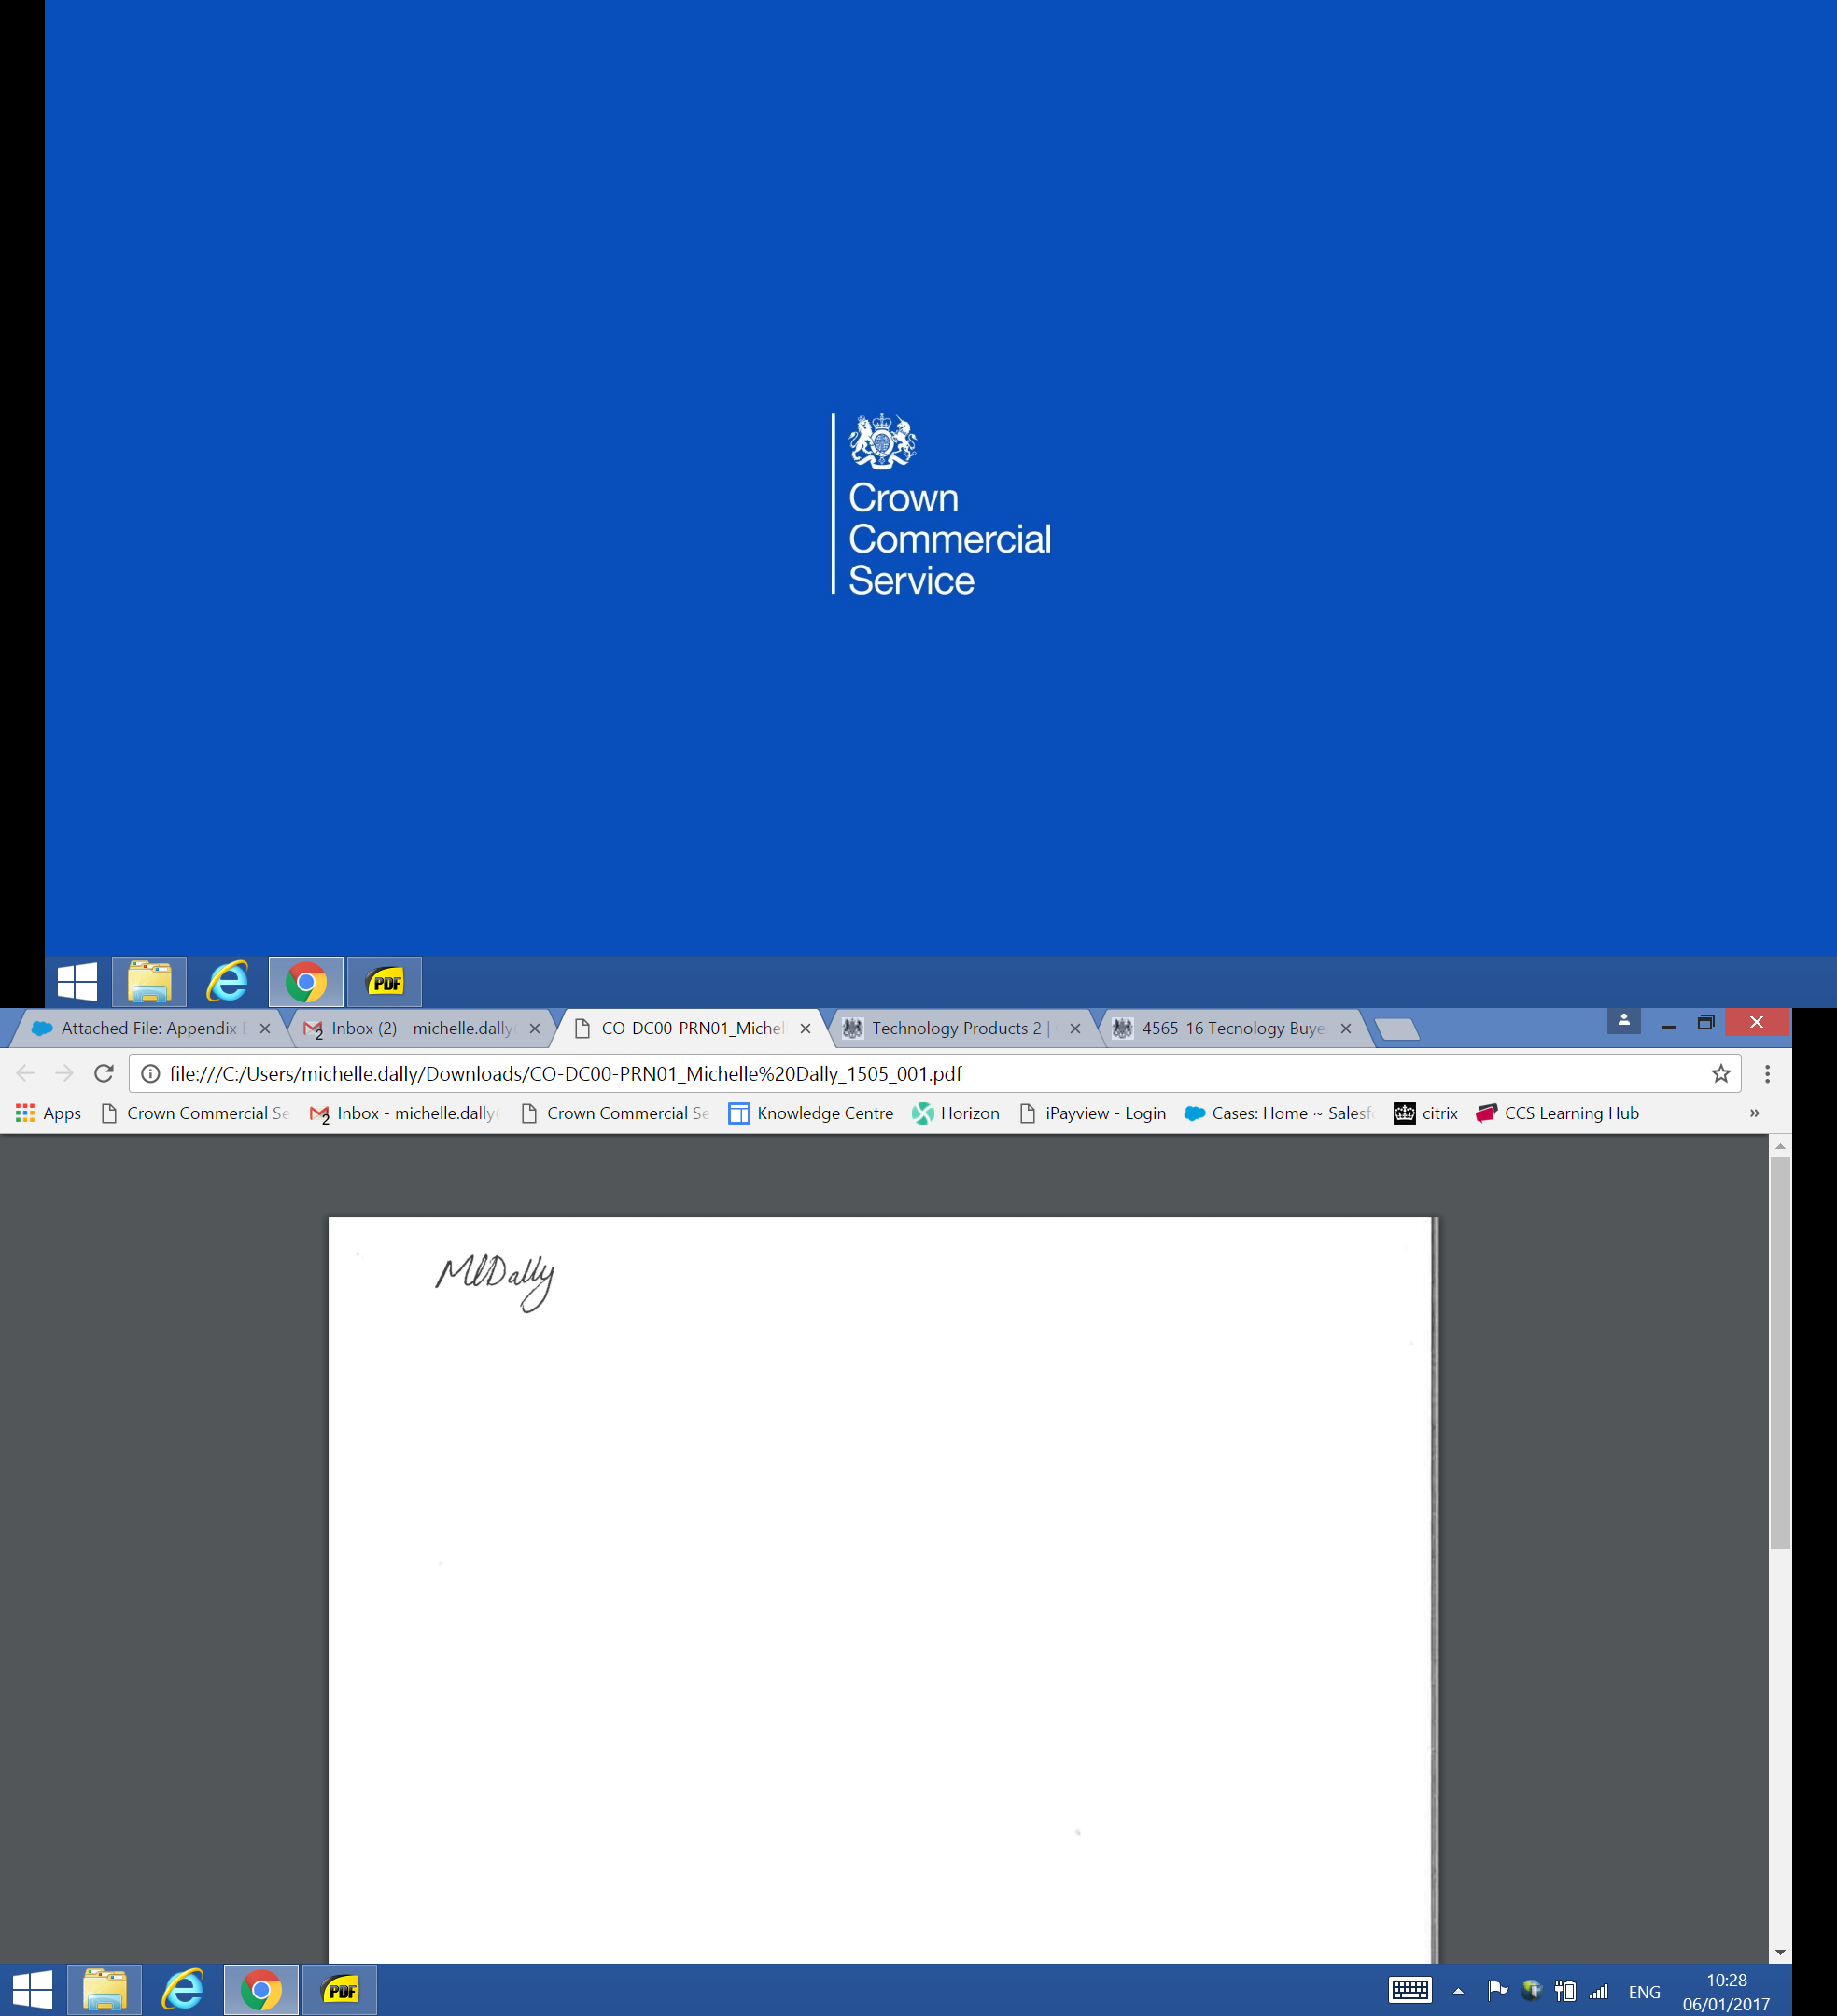 Crown
Commercial
Service
PDF
Attached File: Appendix
Inbox (2) - michelle.dally
CO-DC00-PRN01_Michel
Technology Products 2 |
4565-16 Tecnology Buye
file:///C:/Users/michelle.dally/Downloads/CO-DC00-PRN01_Michelle%20Dally_1505_001.pdf
Apps
Crown Commercial Se
2
Inbox - michelle.dally
Crown Commercial Se
Knowledge Centre
Horizon
iPayview - Login
Cases: Home ~ Salesf
citrix
CCS Learning Hub
»
MDally
PDF
ENG
10:28
06/01/2017